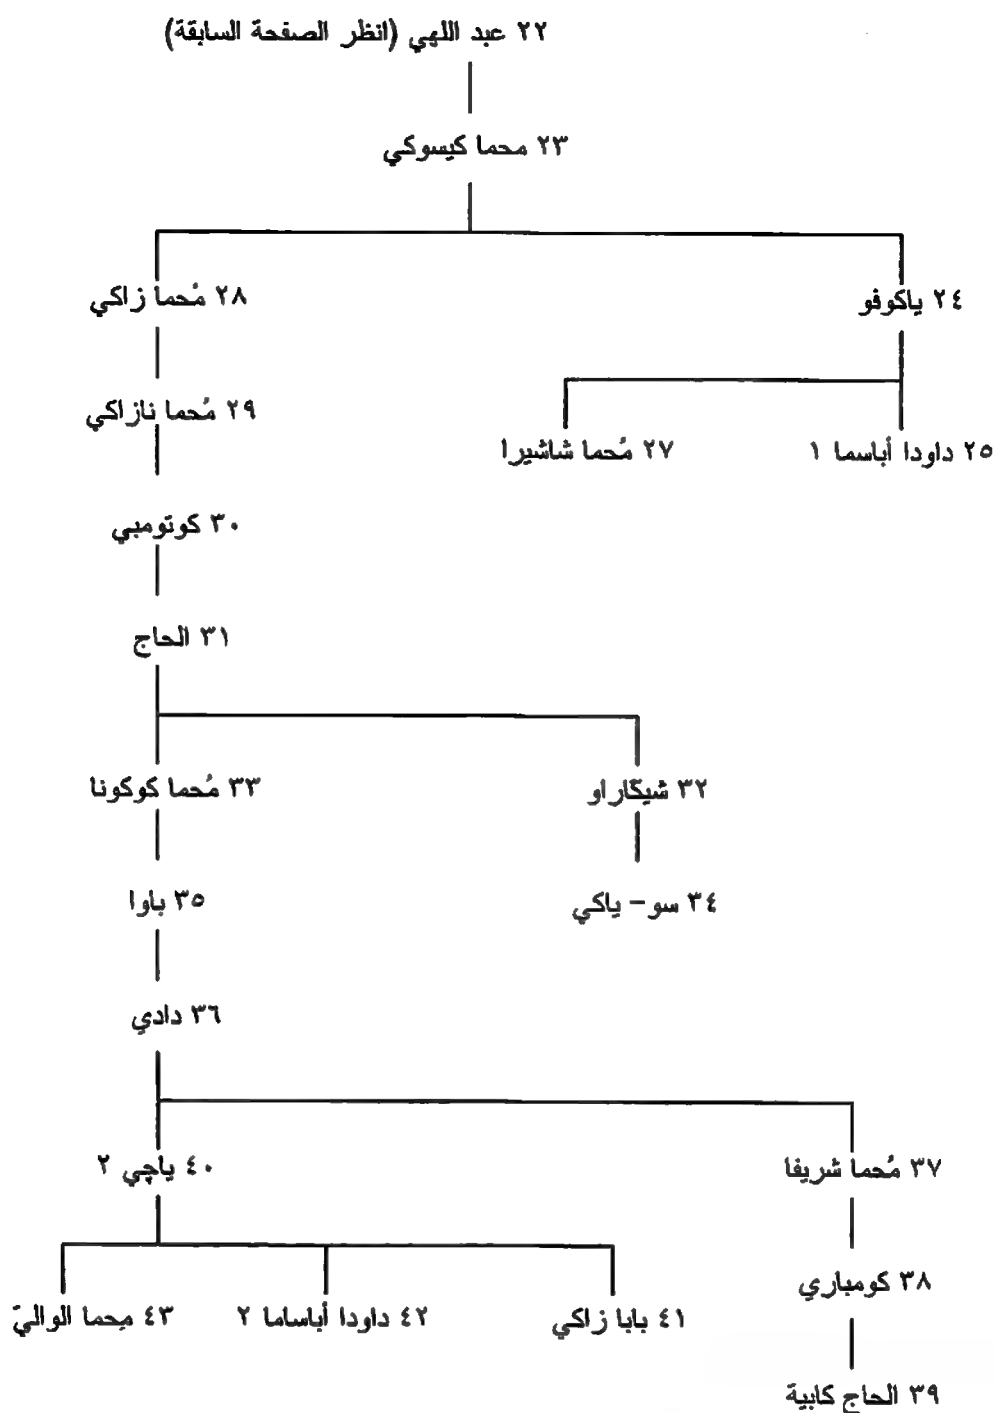 ٢٢ عبد اللهي (انظر الصفحة السابقة)
٢٣ محما كيسوكي
٢٤ ياكوفو
٢٨ مُحما زاكي
٢٩ مُحما نازاكي
٢٥ داودا أباسما ١
٢٧ مُحما شاشيرا
٣٠ كوتومبي
٣١ الحاج
٣٢ شيگاراو
٣٣ مُحما كوكونا
٣٤ سو - ياكي
٣٥ باوا
٣٦ دادي
٣٧ مُحما شريفا
٤٠ ياچي ٢
٣٨ كومباري
٤١ بابا زاكي
٤٢ داودا أباساما ٢
٤٣ محما الواليّ
٣٩ الحاج كابية